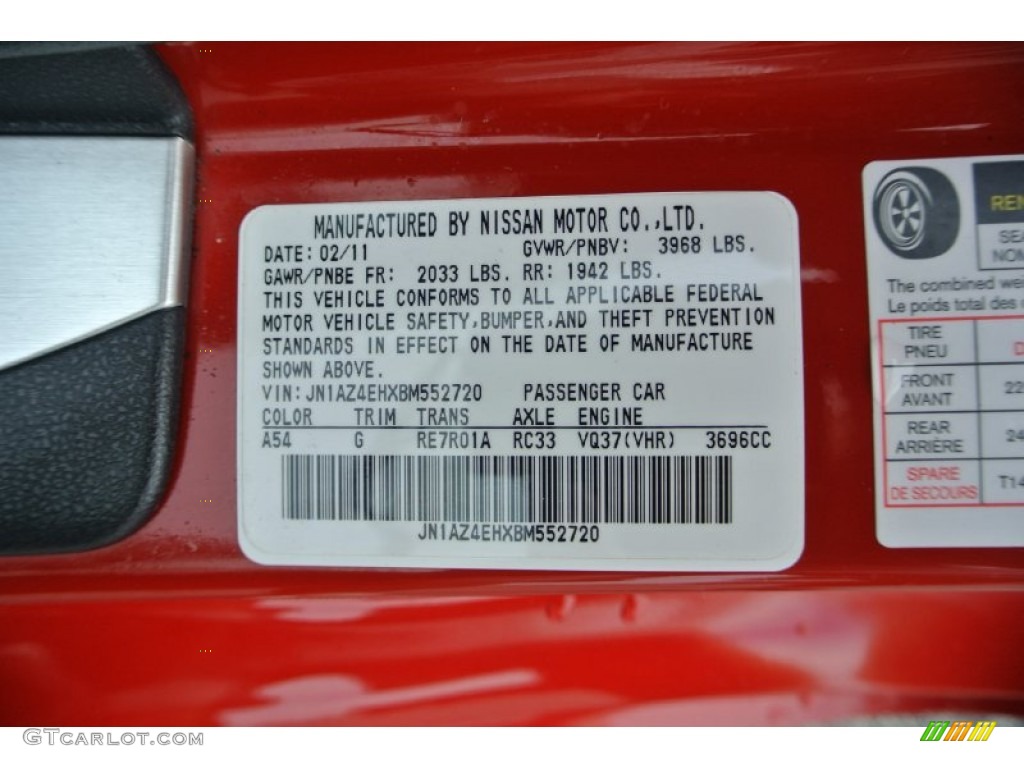 MANUFACTURED BY NISSAN MOTOR CO.,LTD.
DATE: 02/11 GVWR/PNBV: 3968 LBS.
GAWR/PNBE FR: 2033 LBS. RR: 1942 LBS.
THIS VEHICLE CONFORMS TO ALL APPLICABLE FEDERAL
MOTOR VEHICLE SAFETY,BUMPER,AND THEFT PREVENTION
STANDARDS IN EFFECT ON THE DATE OF MANUFACTURE
SHOWN ABOVE.
VIN:JN1AZ4EHXBM552720 PASSENGER CAR
COLOR TRIM TRANS AXLE ENGINE
A54 G RE7R01A RC33 VQ37(VHR) 3696CC
JN1AZ4EHXBM552720
The combined
Le poids total des
TIRE
PNEU
FRONT 22
AVANT
REAR 24
ARRIÈRE
SPARE T14
DE SECOURS
GTCARLOT.COM